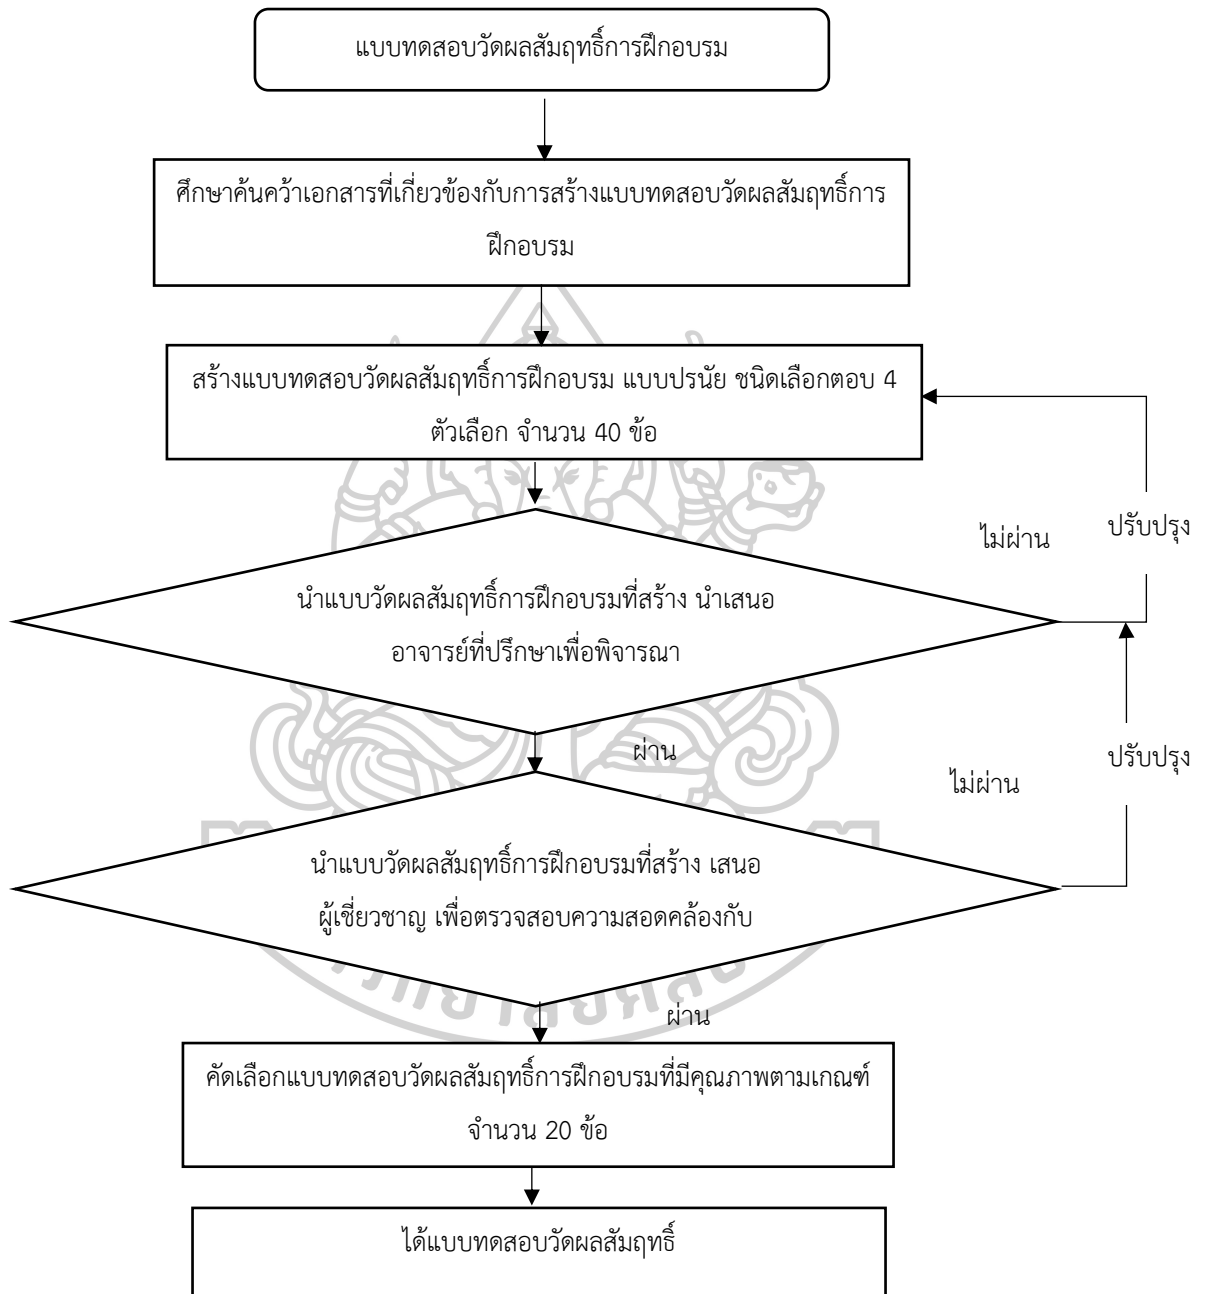 แบบทดสอบวัดผลสัมฤทธิ์การฝึกอบรม
ศึกษาค้นคว้าเอกสารที่เกี่ยวข้องกับการสร้างแบบทดสอบวัดผลสัมฤทธิ์การ
ฝึกอบรม
สร้างแบบทดสอบวัดผลสัมฤทธิ์การฝึกอบรม แบบปรนัย ชนิดเลือกตอบ 4
ตัวเลือก จำนวน 40 ข้อ
ไม่ผ่าน
ปรับปรุง
นำแบบวัดผลสัมฤทธิ์การฝึกอบรมที่สร้าง นำเสนอ
อาจารย์ที่ปรึกษาเพื่อพิจารณา
ผ่าน
ปรับปรุง
ไม่ผ่าน
นำแบบวัดผลสัมฤทธิ์การฝึกอบรมที่สร้าง เสนอ
ผู้เชี่ยวชาญ เพื่อตรวจสอบความสอดคล้องกับ
ผ่าน
คัดเลือกแบบทดสอบวัดผลสัมฤทธิ์การฝึกอบรมที่มีคุณภาพตามเกณฑ์
จำนวน 20 ข้อ
ได้แบบทดสอบวัดผลสัมฤทธิ์